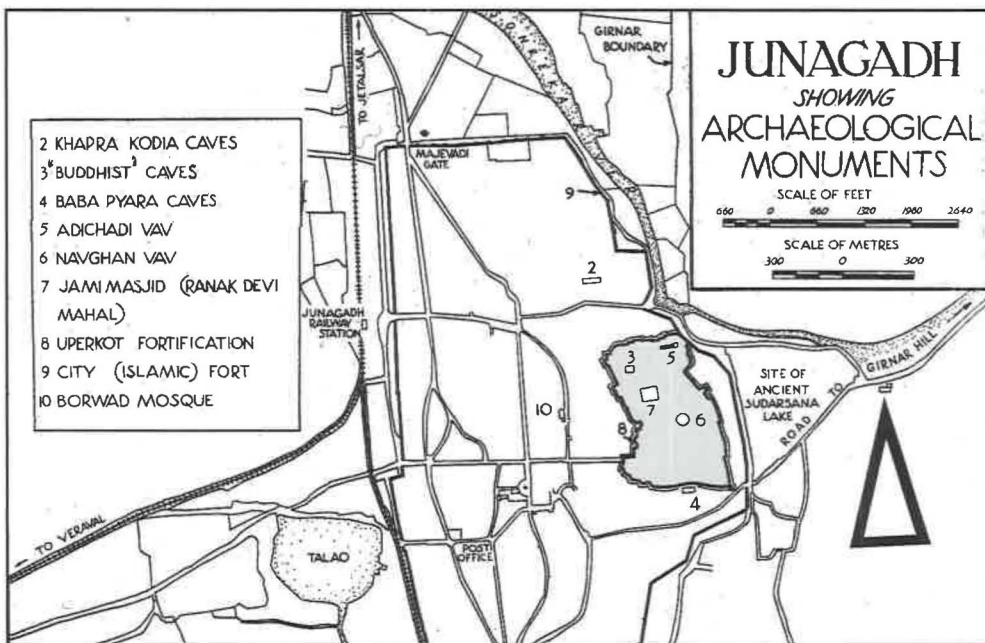 JUNAGADH
SHOWING
ARCHAEOLOGICAL
MONUMENTS
SCALE OF FEET
660 0 660 1320 1980 2640
SCALE OF METRES
300 0 300
2 KHAPRA KODIA CAVES
3 "BUDDHIST" CAVES
4 BABA PYARA CAVES
5 ADICHADI VAV
6 NAVGHAN VAV
7 JAMI MASJID (RANAK DEVI
MAHAL)
8 UPERKOT FORTIFICATION
9 CITY (ISLAMIC) FORT
10 BORWAD MOSQUE
TO JETALSAR
SONREKHA RIVER
GIRNAR
BOUNDARY
MAJEVADI
GATE
9
2
JUNAGADH
RAILWAY
STATION
3
5
7
6
8
10
4
SITE OF
ANCIENT
SUDARSANA
LAKE
ROAD TO
GIRNAR HILL
TO VERAVAL
TALAO
POST
OFFICE